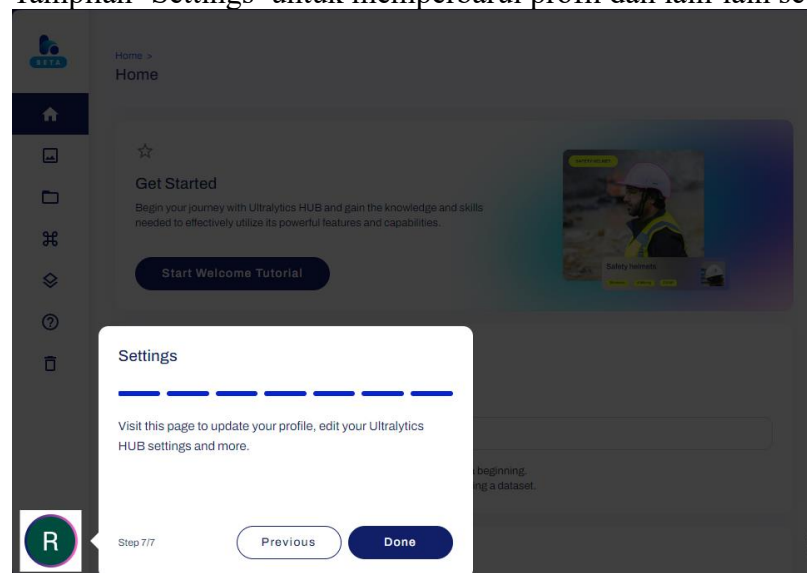 Tampilan "Settings" untuk memperbarui profil dan lain-lain se
BETA
Home >
Home
Get Started
Begin your journey with Ultralytics HUB and gain the knowledge and skills
needed to effectively utilize its powerful features and capabilities.
Start Welcome Tutorial
Safety helmets
Settings
Visit this page to update your profile, edit your Ultralytics
HUB settings and more.
beginning.
ing a dataset.
R
Step 7/7
Previous
Done